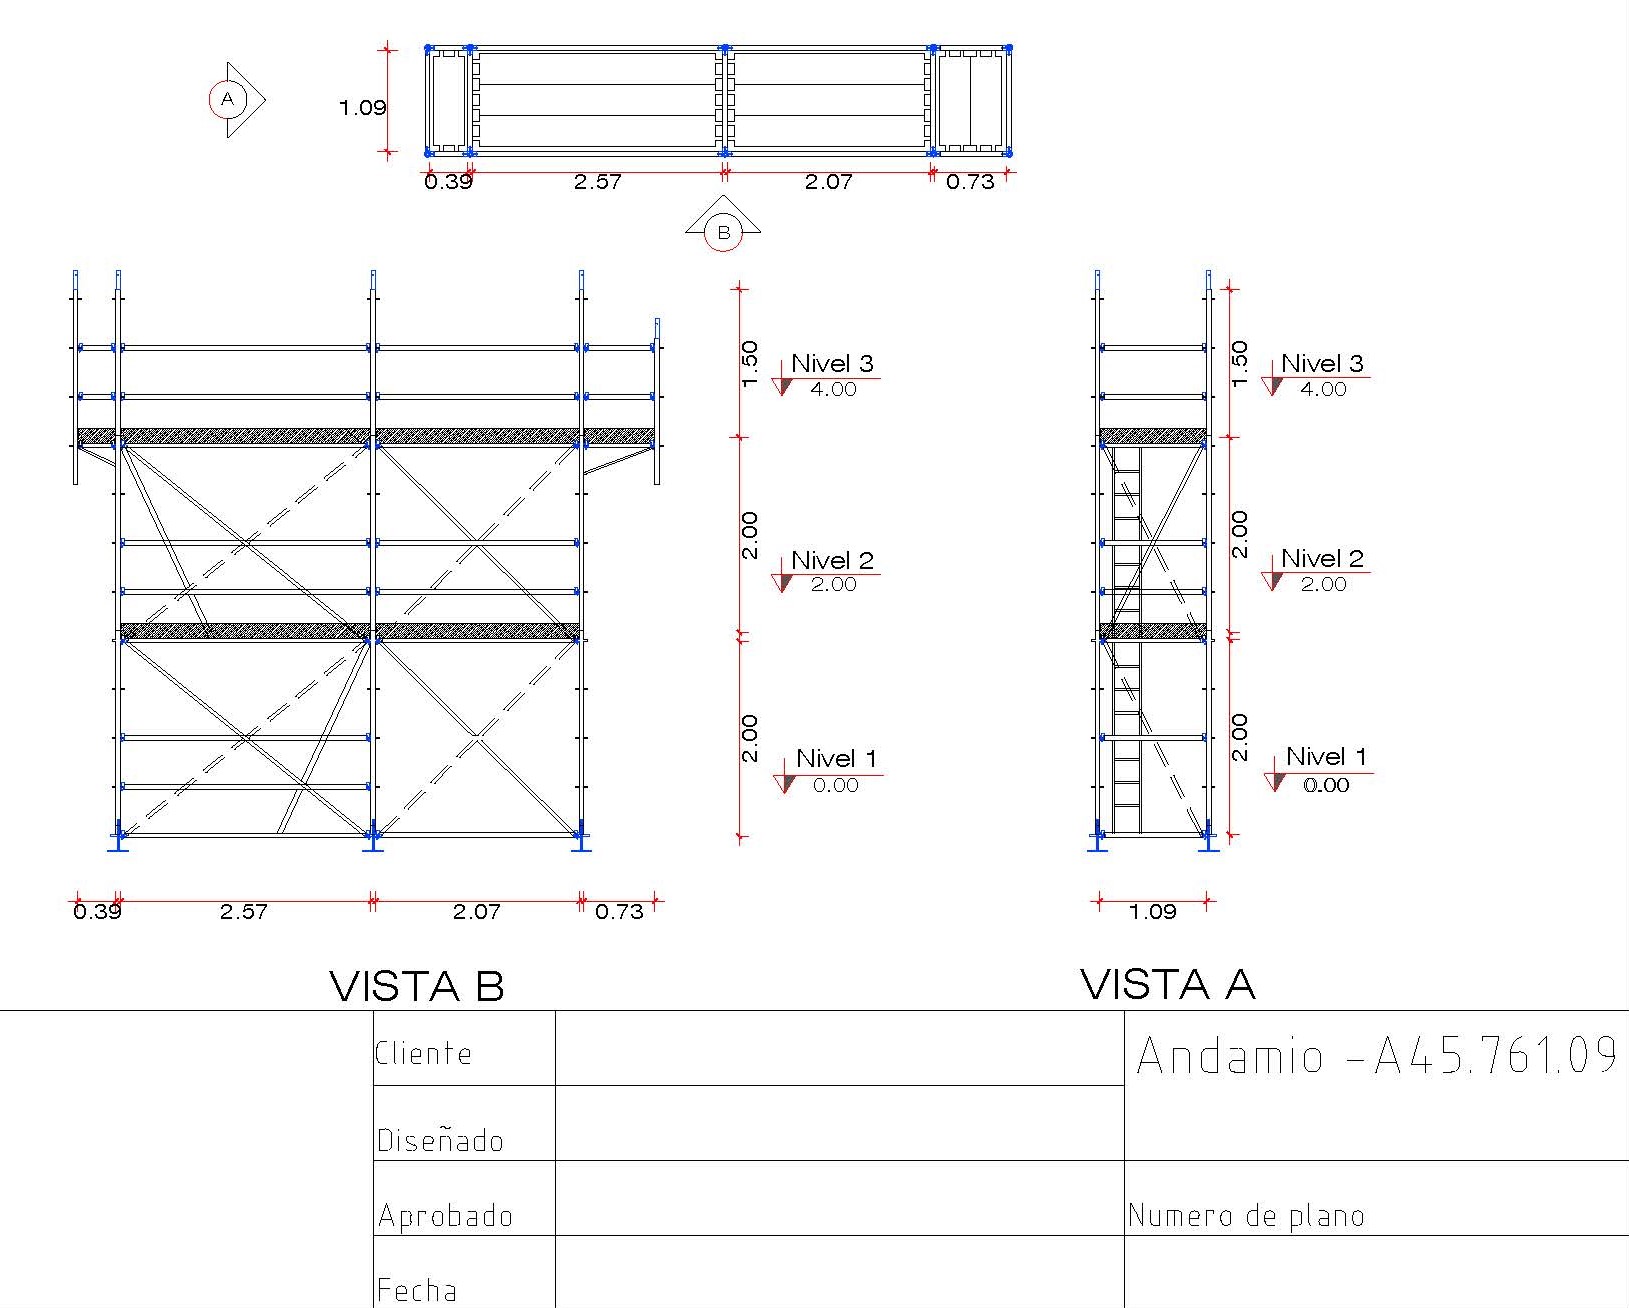 A
1.09
0.39 2.57 2.07 0.73
B
1.50
Nivel 3
4.00
2.00
Nivel 2
2.00
2.00
Nivel 1
0.00
0.39 2.57 2.07 0.73
VISTA B
1.50
Nivel 3
4.00
2.00
Nivel 2
2.00
2.00
Nivel 1
0.00
1.09
VISTA A
Cliente
Andamio -A45.761.09
Diseñado
Aprobado
Numero de plano
Fecha